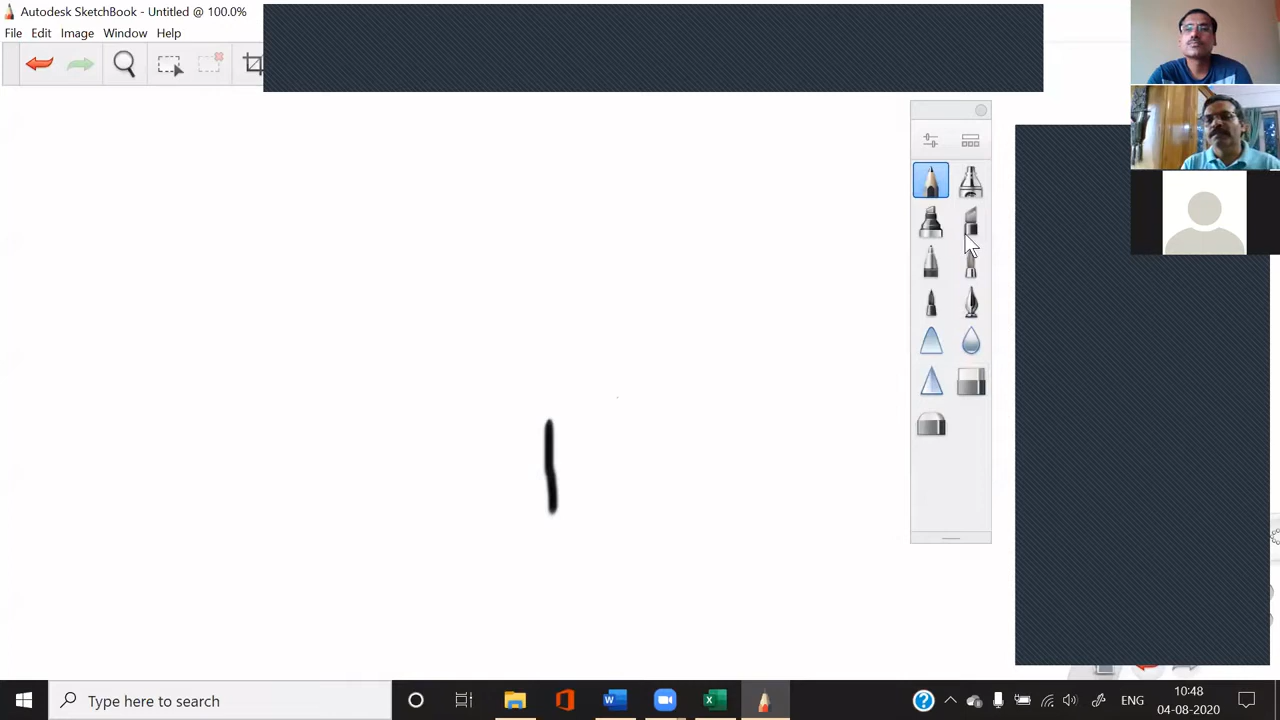 Autodesk SketchBook - Untitled @ 100.0%
File Edit Image Window Help
Type here to search
ENG
10:48
04-08-2020